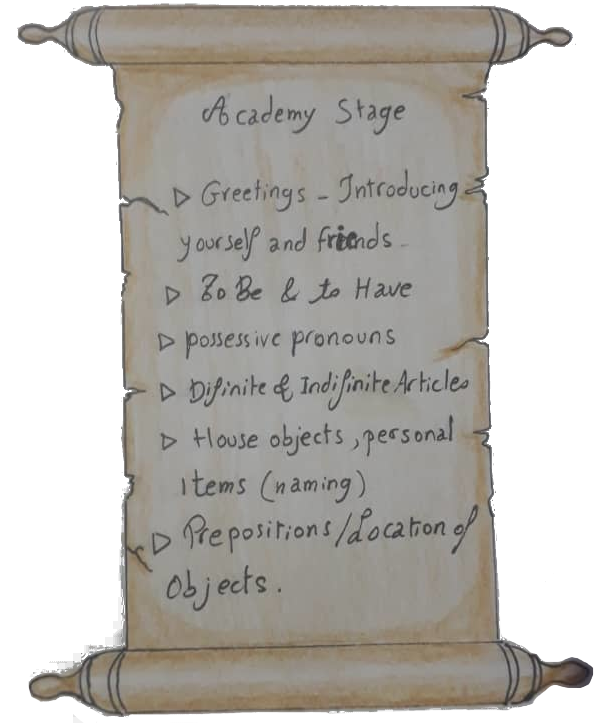 Academy Stage
▷ Greetings - Introducing
yourself and friends -
▷ To Be & to Have
▷ possessive pronouns
▷ Difinite & Indifinite Articles
▷ House objects, personal
items (naming)
▷ Prepositions/Location of
Objects.